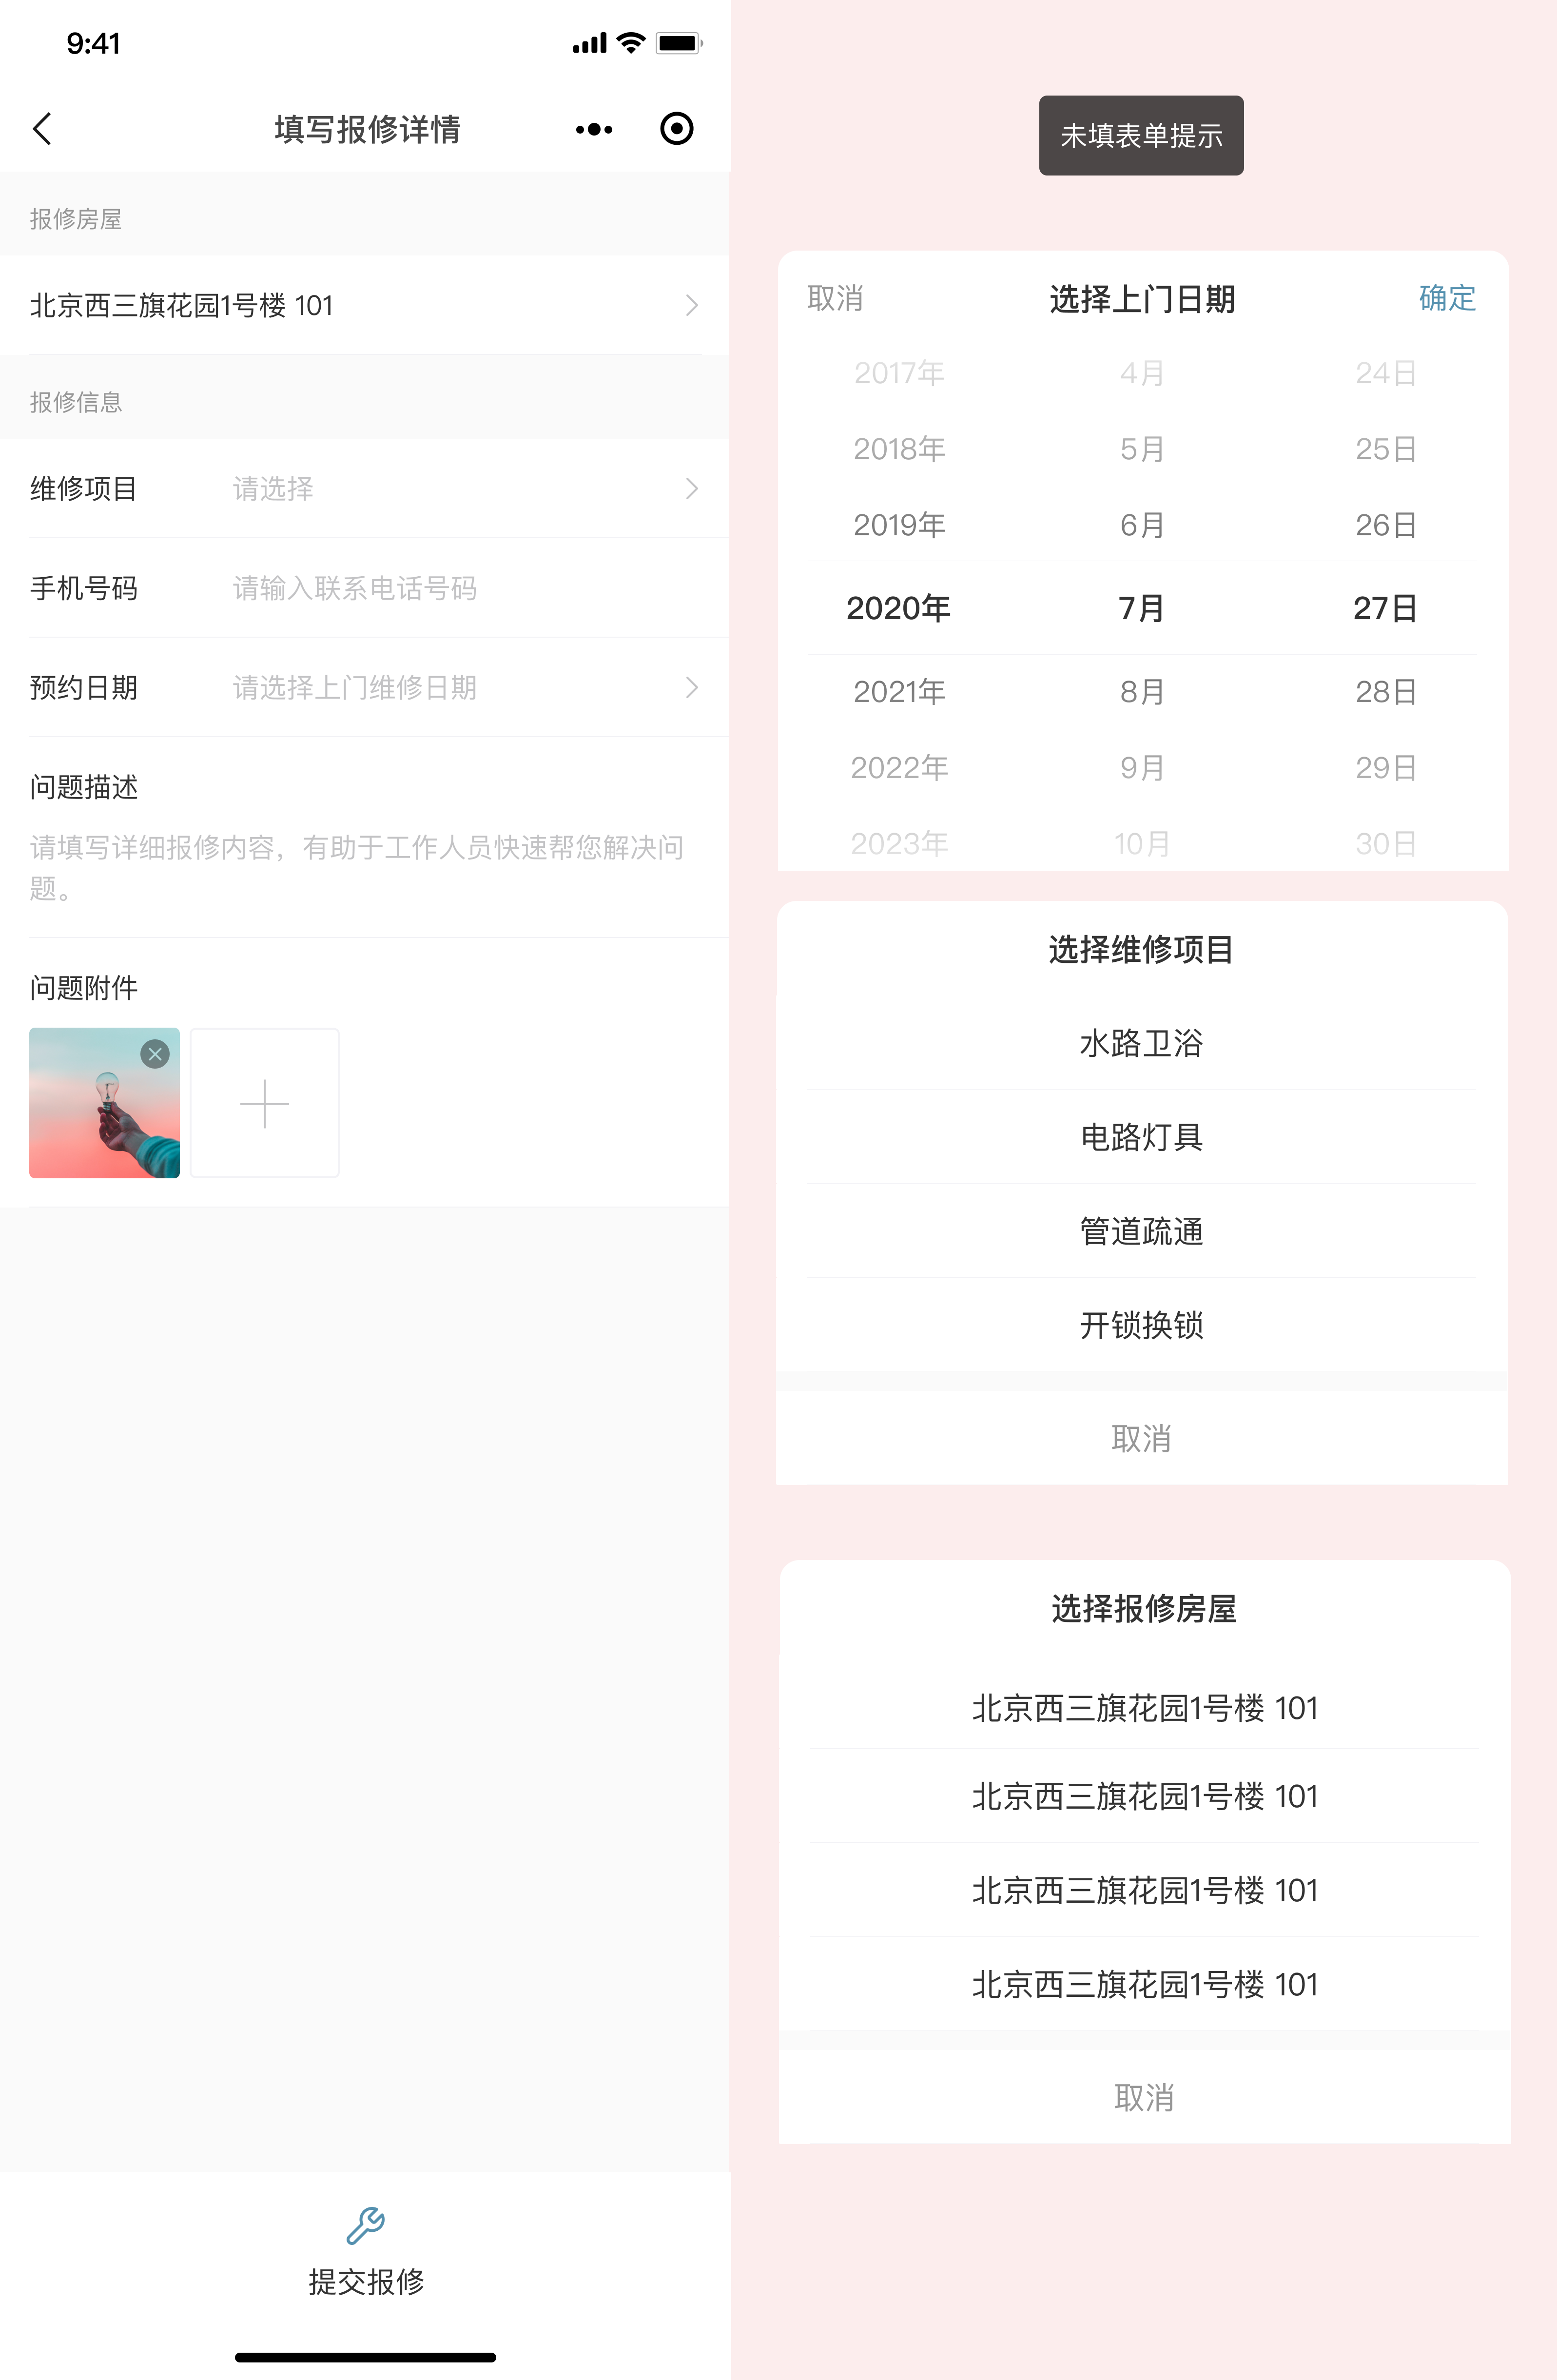 9:41
填写报修详情
报修房屋
北京西三旗花园1号楼 101
报修信息
维修项目 请选择
手机号码 请输入联系电话号码
预约日期 请选择上门维修日期
问题描述
请填写详细报修内容，有助于工作人员快速帮您解决问
题。
问题附件
提交报修
未填表单提示
取消 选择上门日期 确定
2017年 4月 24日
2018年 5月 25日
2019年 6月 26日
2020年 7月 27日
2021年 8月 28日
2022年 9月 29日
2023年 10月 30日
选择维修项目
水路卫浴
电路灯具
管道疏通
开锁换锁
取消
选择报修房屋
北京西三旗花园1号楼 101
北京西三旗花园1号楼 101
北京西三旗花园1号楼 101
北京西三旗花园1号楼 101
取消